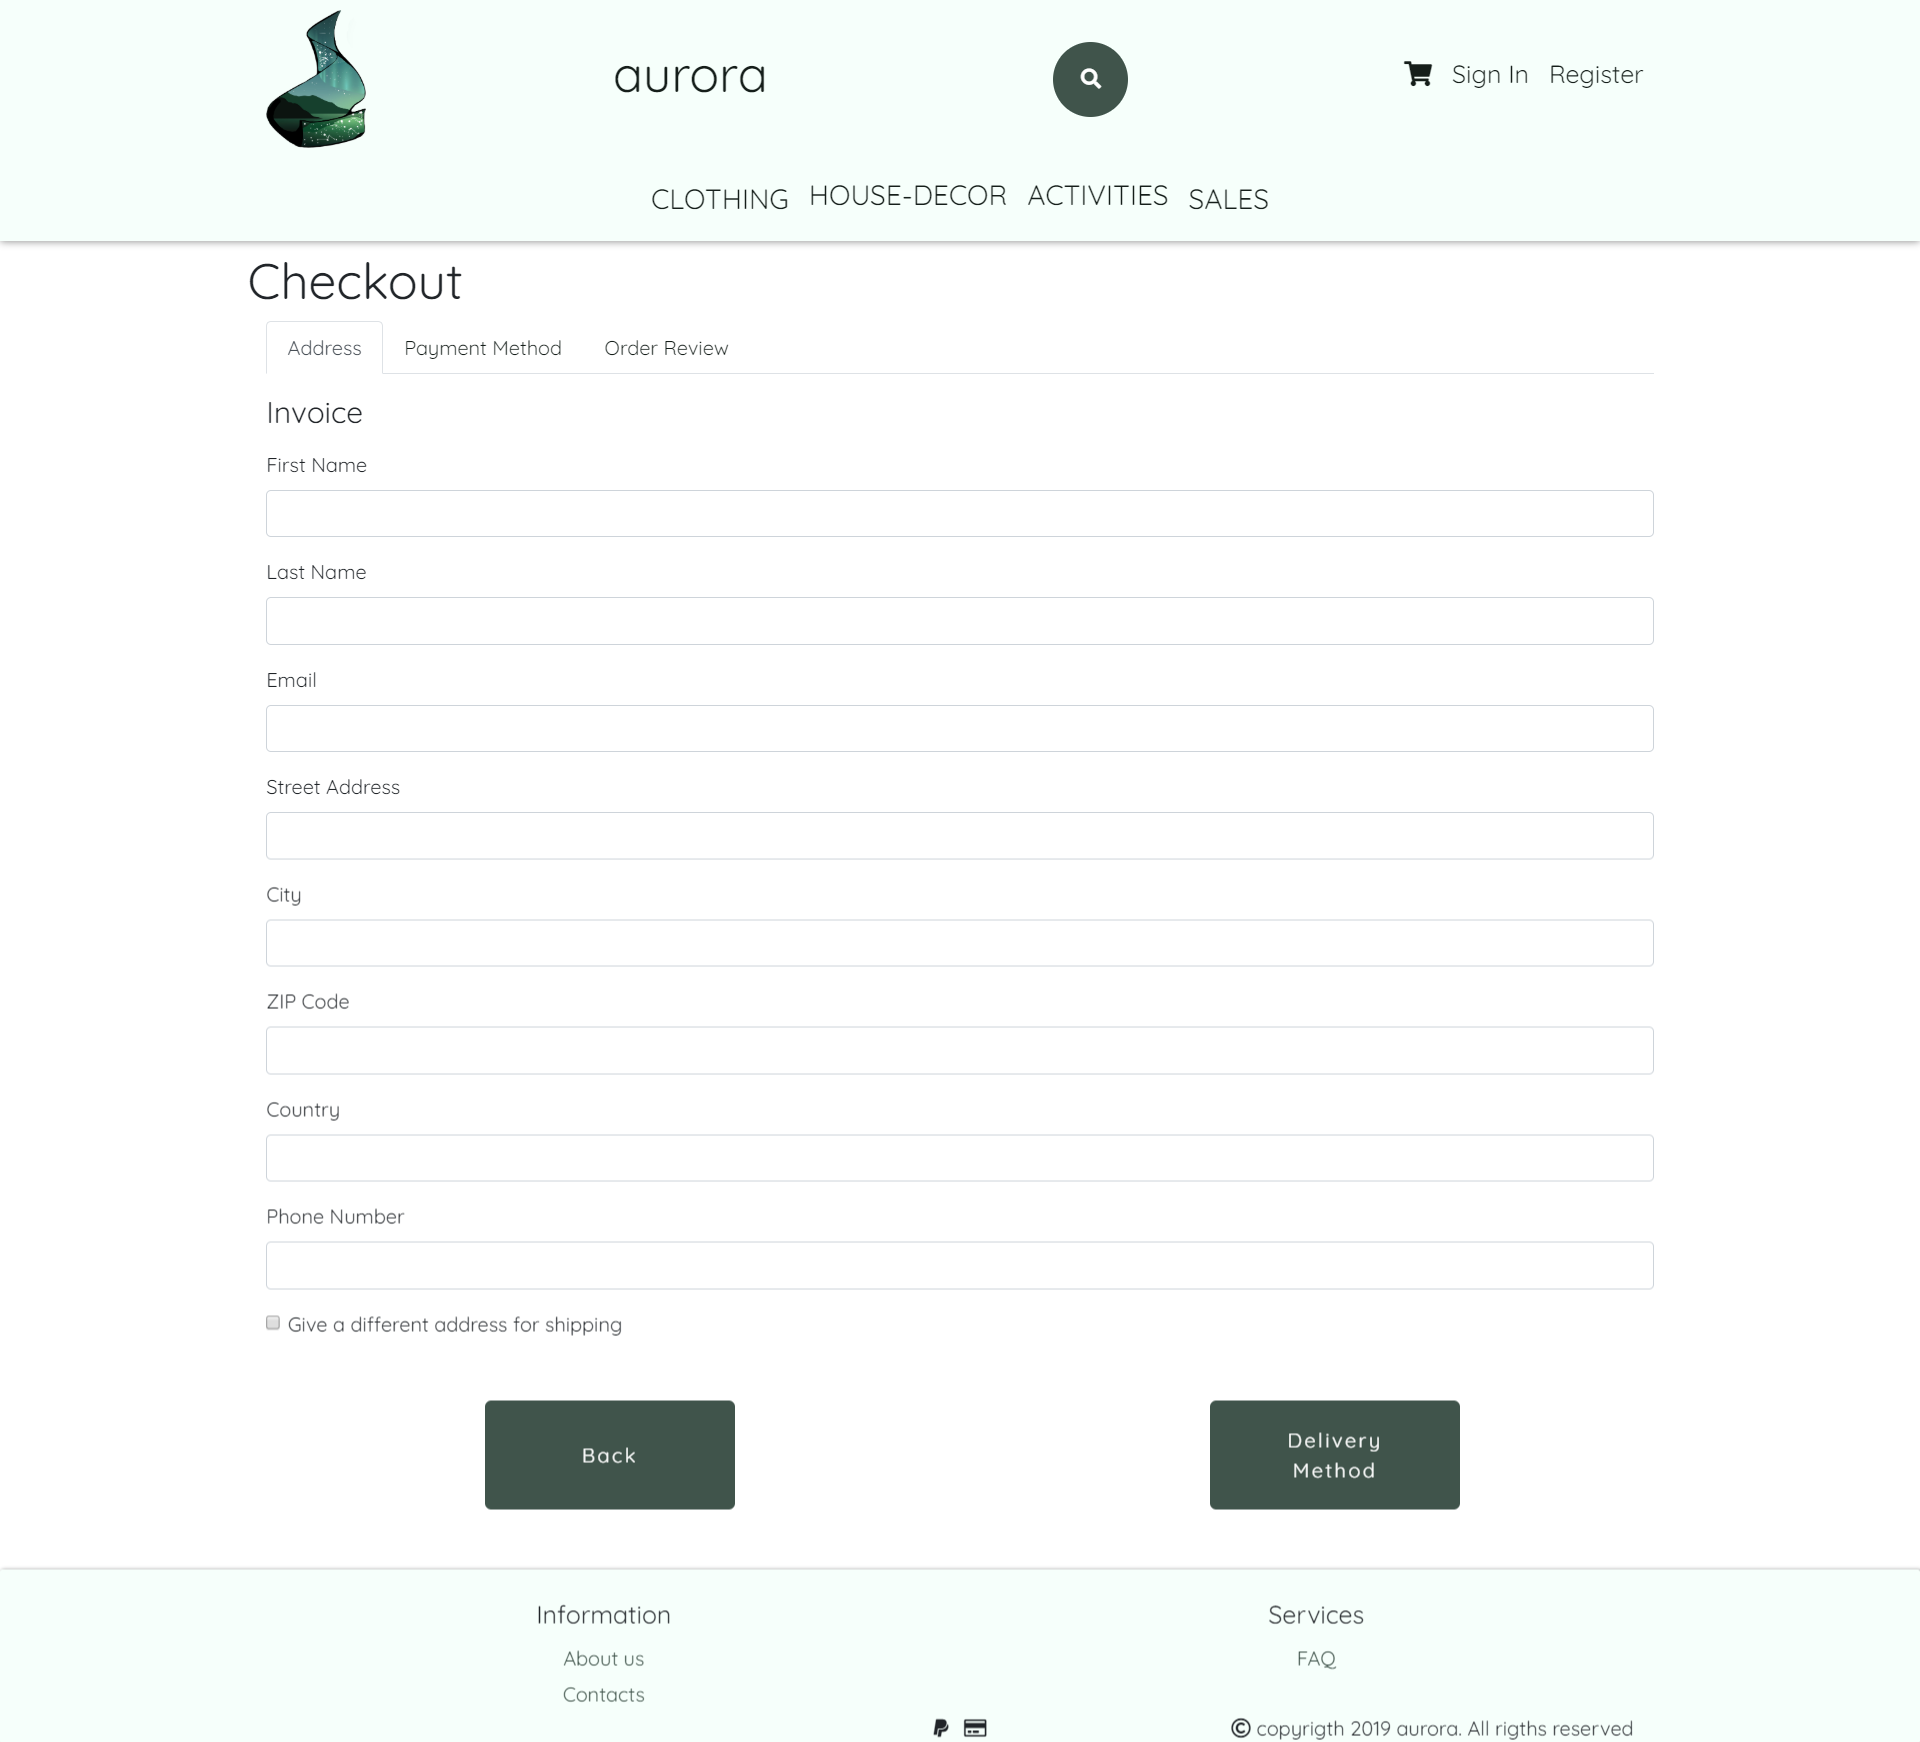 aurora
Sign In Register
CLOTHING HOUSE-DECOR ACTIVITIES SALES
Checkout
Address Payment Method Order Review
Invoice
First Name
Last Name
Email
Street Address
City
ZIP Code
Country
Phone Number
Give a different address for shipping
Back
Delivery
Method
Information
About us
Contacts
Services
FAQ
© copyrigth 2019 aurora. All rigths reserved